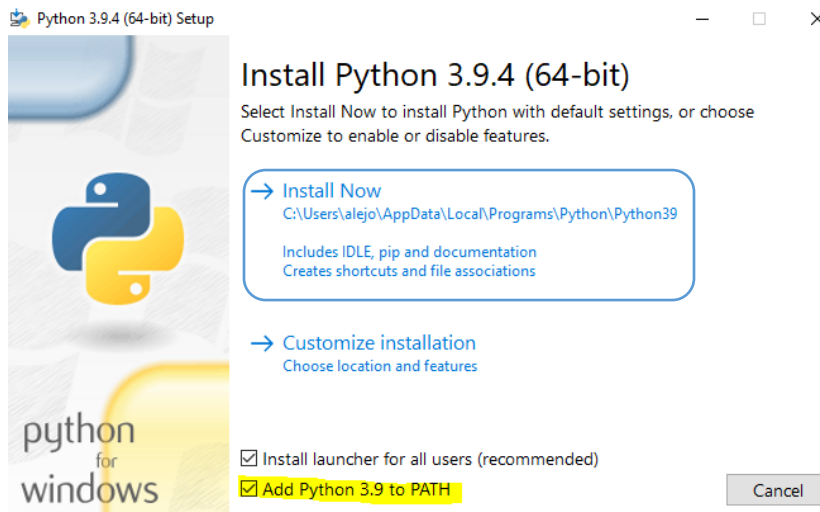 Python 3.9.4 (64-bit) Setup
Install Python 3.9.4 (64-bit)
Select Install Now to install Python with default settings, or choose
Customize to enable or disable features.
Install Now
C:\Users\alejo\AppData\Local\Programs\Python\Python39
Includes IDLE, pip and documentation
Creates shortcuts and file associations
Customize installation
Choose location and features
python
for
windows
Install launcher for all users (recommended)
Add Python 3.9 to PATH
Cancel